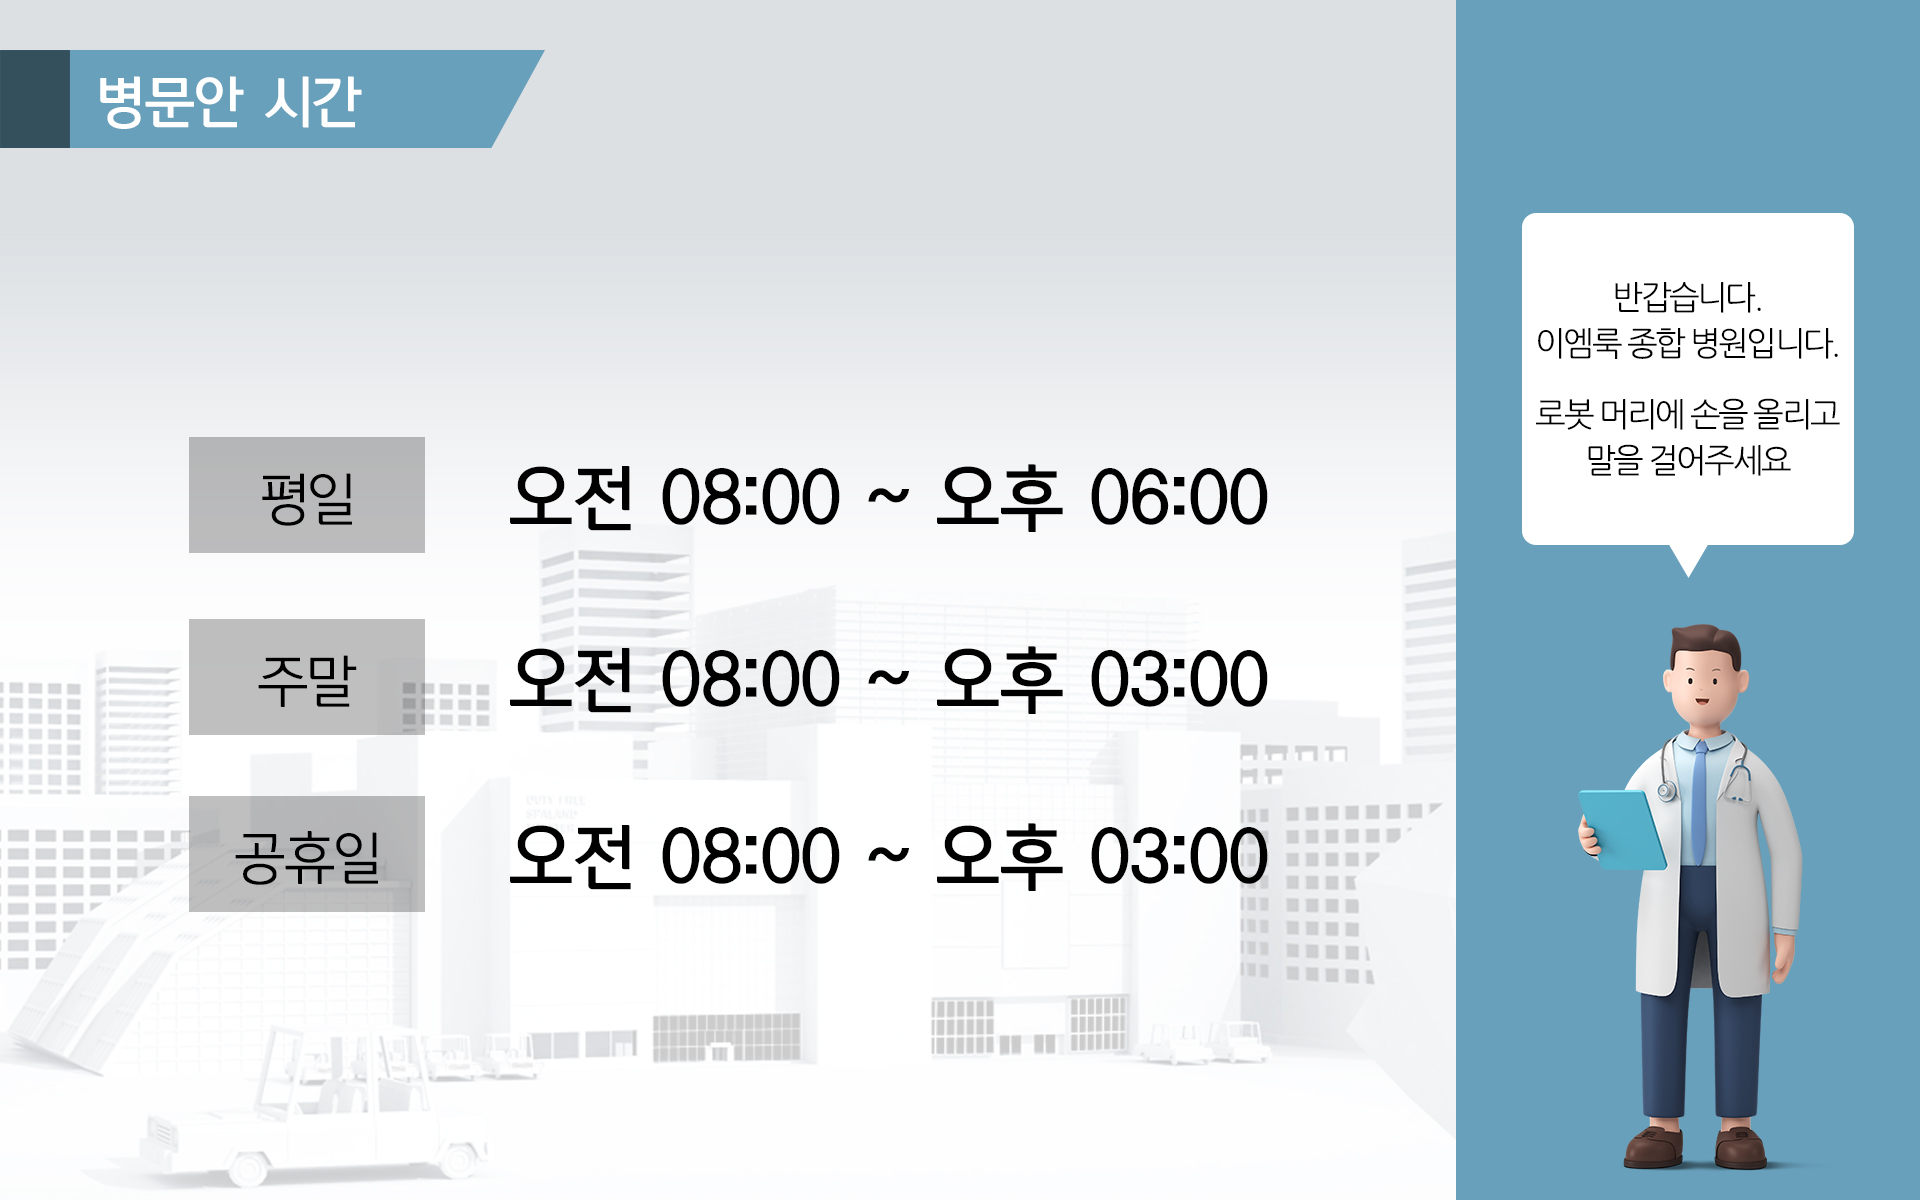 병문안 시간
평일 오전 08:00 ~ 오후 06:00
주말 오전 08:00 ~ 오후 03:00
공휴일 오전 08:00 ~ 오후 03:00
반갑습니다.
이엠룩 종합 병원입니다.
로봇 머리에 손을 올리고
말을 걸어주세요